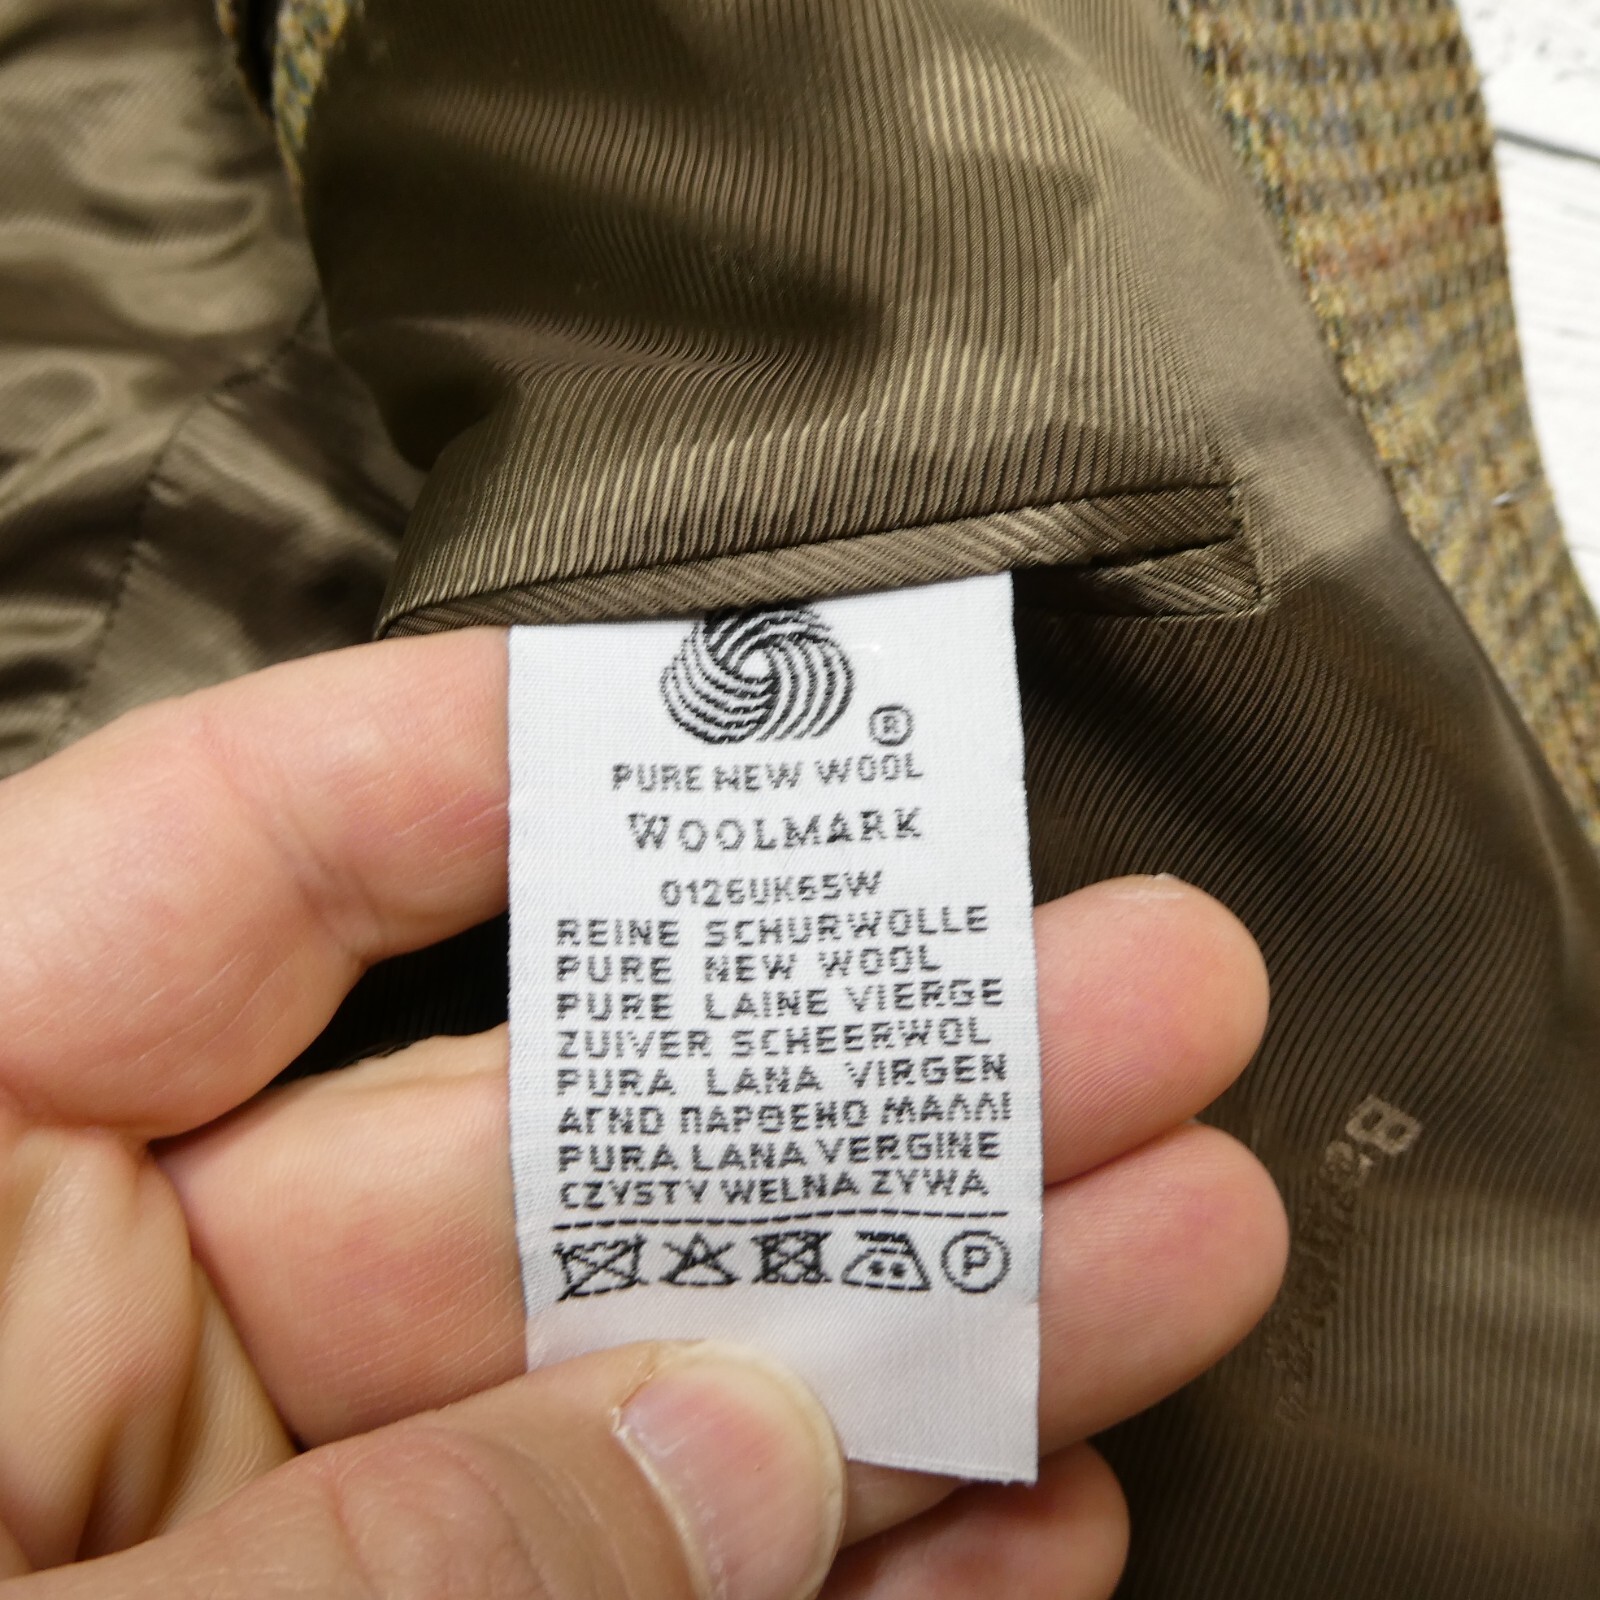 ®
PURE NEW WOOL
WOOLMARK
0126UK65W
REINE SCHURWOLLE
PURE NEW WOOL
PURE LAINE VIERGE
ZUIVER SCHEERWOL
PURA LANA VIRGEN
ΑΓΝΟ ΠΑΡΘΕΝΟ ΜΑΛΛΙ
PURA LANA VERGINE
CZYSTY WELNA ZYWA
P